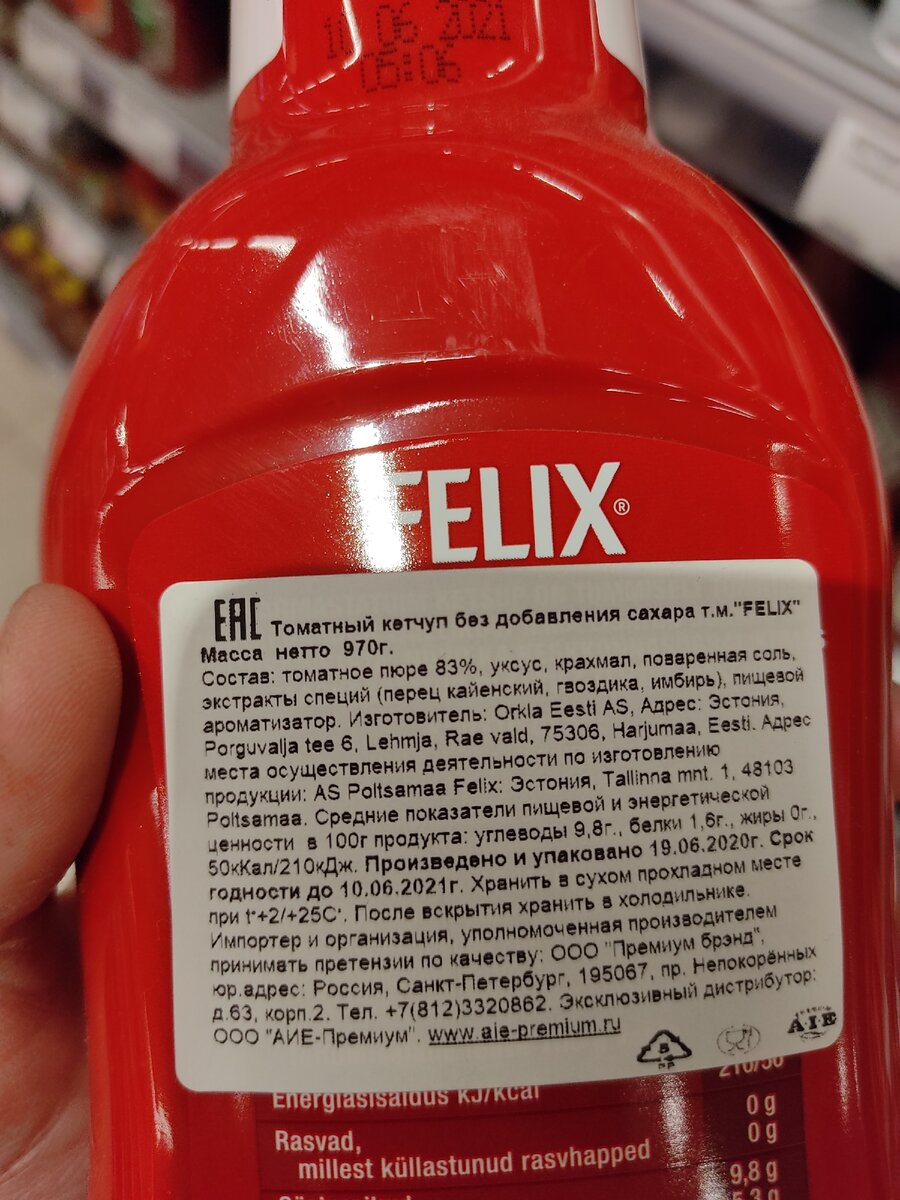 10 06 2021
05:06
FELIX®
EAC Томатный кетчуп без добавления сахара т.м."FELIX"
Масса нетто 970г.
Состав: томатное пюре 83%, уксус, крахмал, поваренная соль,
экстракты специй (перец кайенский, гвоздика, имбирь), пищевой
ароматизатор. Изготовитель: Orkla Eesti AS, Адрес: Эстония,
Porguvalja tee 6, Lehmja, Rae vald, 75306, Harjumaa, Eesti. Адрес
места осуществления деятельности по изготовлению
продукции: AS Poltsamaa Felix: Эстония, Tallinna mnt. 1, 48103
Poltsamaa. Средние показатели пищевой и энергетической
ценности в 100г продукта: углеводы 9,8г., белки 1,6г., жиры 0г.,
50кКал/210кДж. Произведено и упаковано 19.06.2020г. Срок
годности до 10.06.2021г. Хранить в сухом прохладном месте
при t°+2/+25С°. После вскрытия хранить в холодильнике.
Импортер и организация, уполномоченная производителем
принимать претензии по качеству: ООО "Премиум брэнд",
юр.адрес: Россия, Санкт-Петербург, 195067, пр. Непокорённых
д.63, корп.2. Тел. +7(812)3320862. Эксклюзивный дистрибутор:
ООО "АИЕ-Премиум". www.aie-premium.ru
5
PP
A·I·E
Energiasisaldus kJ/kcal 210/50
0 g
Rasvad, 0 g
millest küllastunud rasvhapped
9,8 g